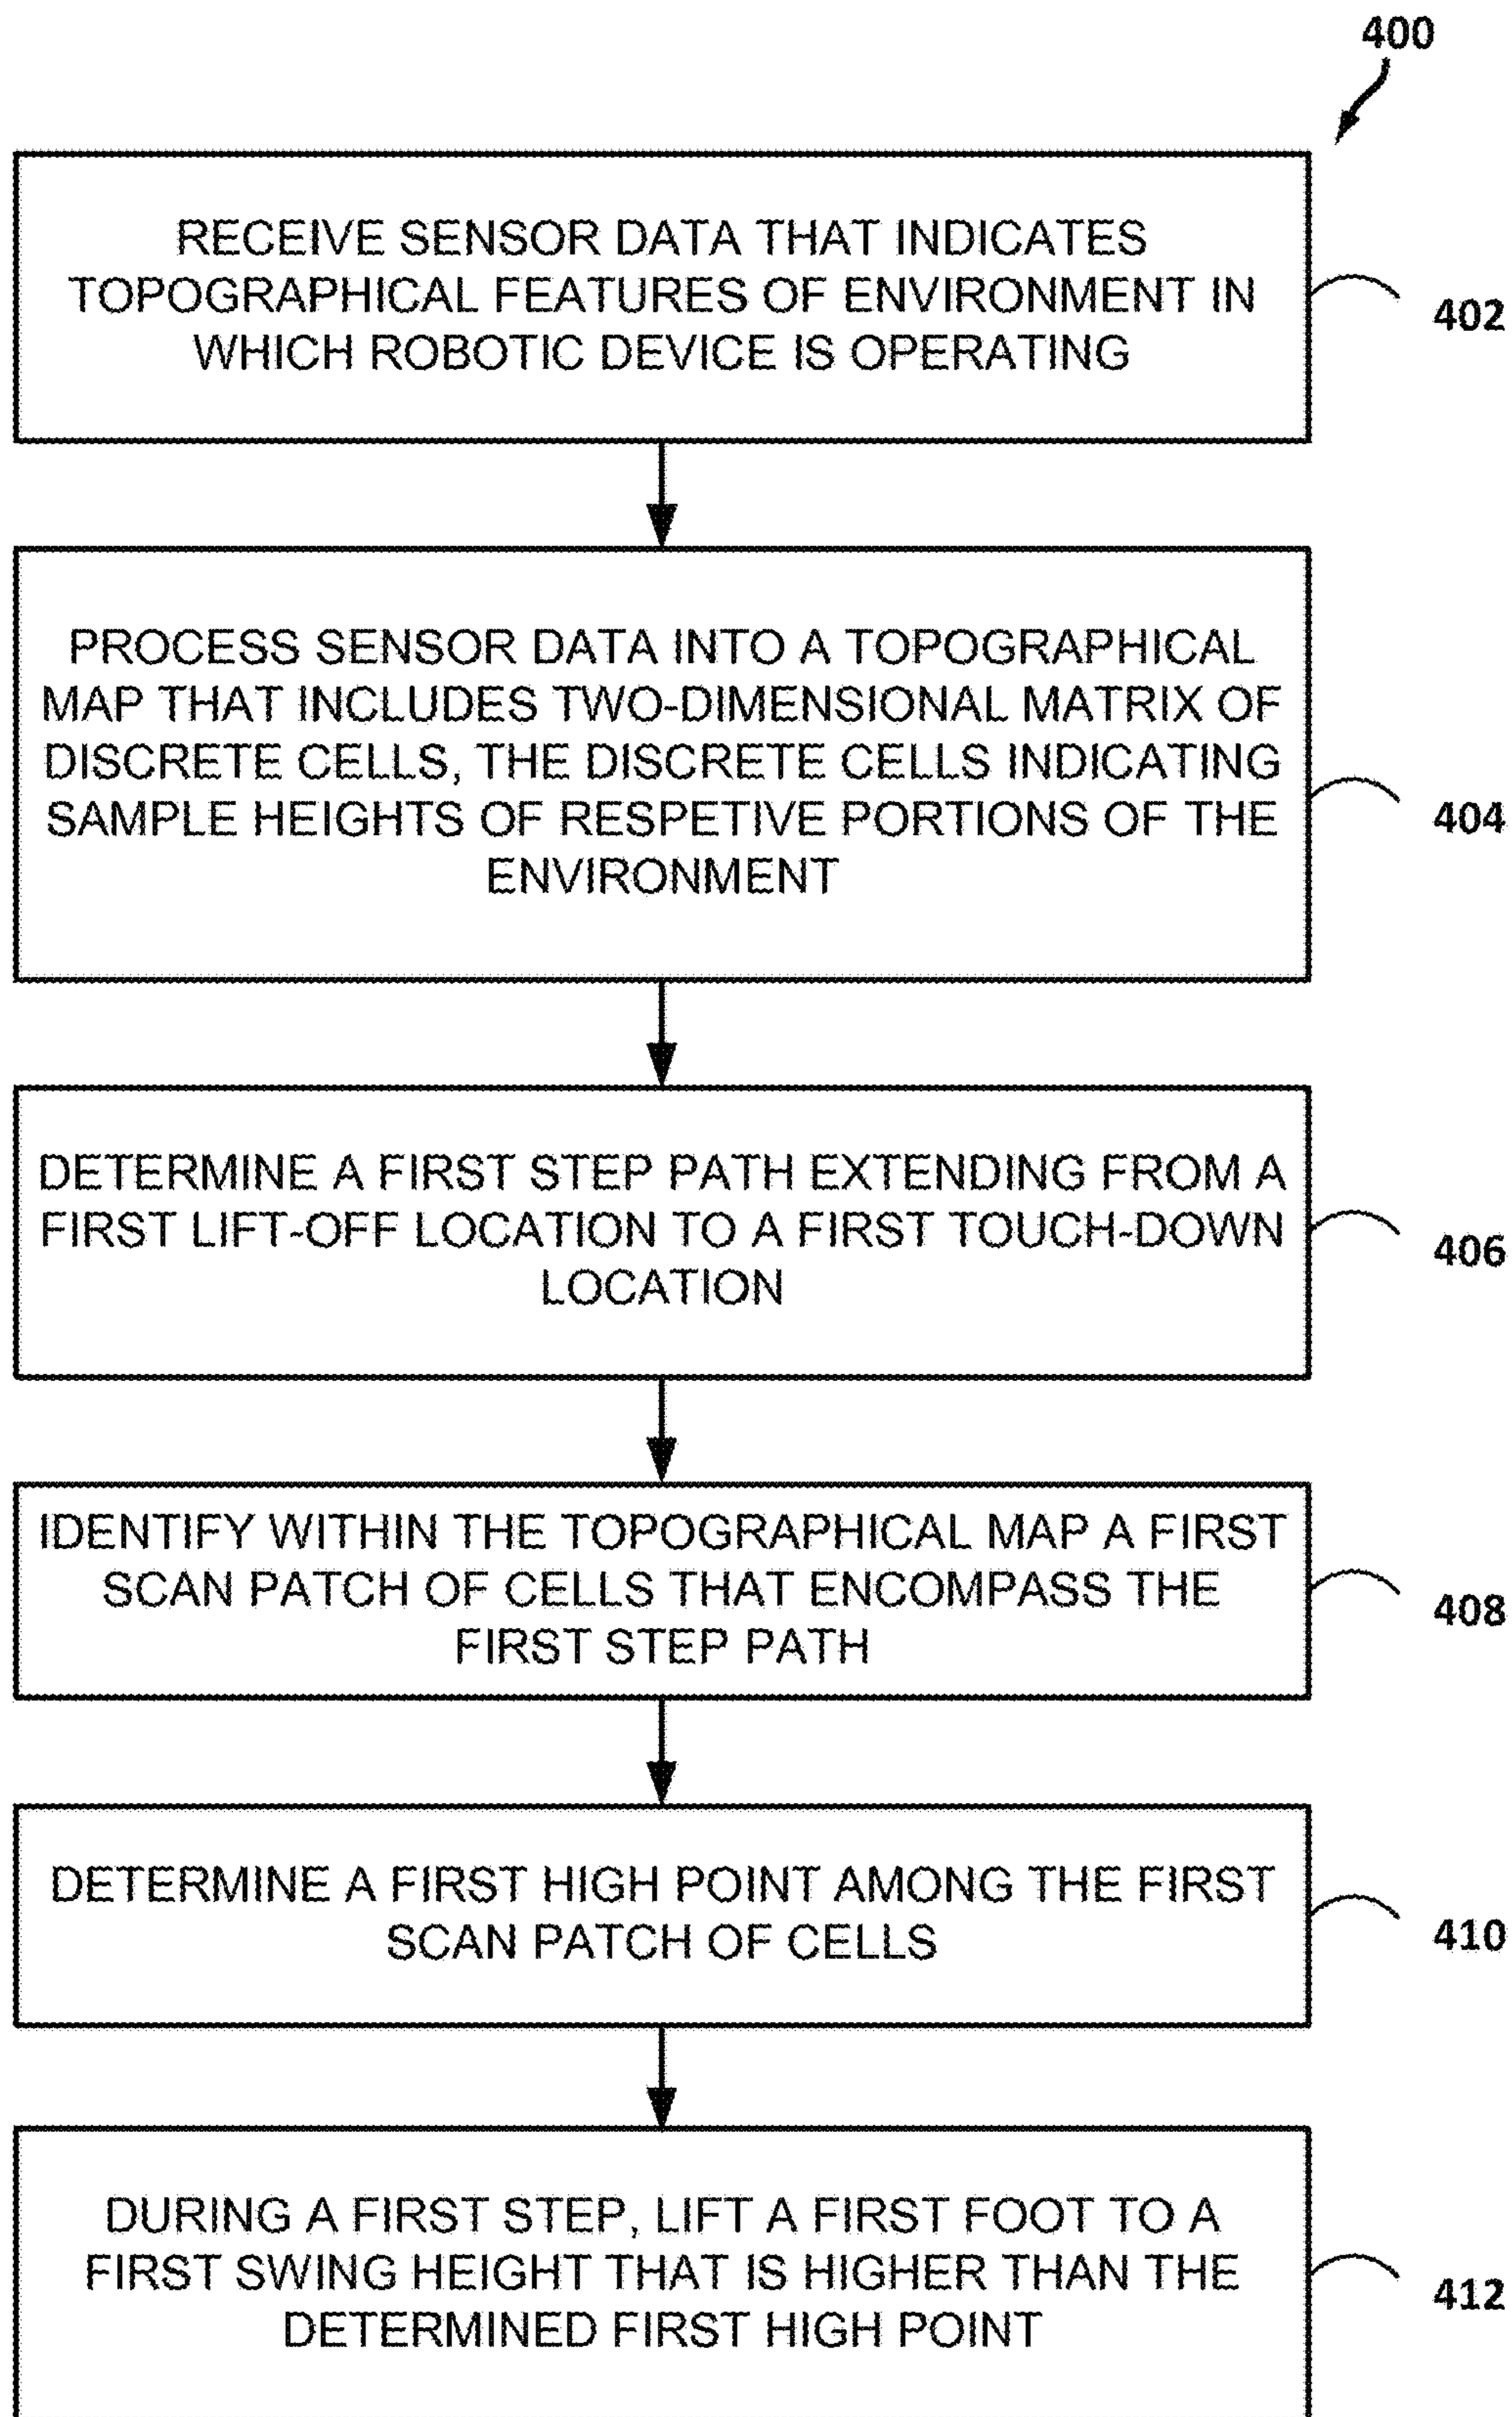 400
RECEIVE SENSOR DATA THAT INDICATES
TOPOGRAPHICAL FEATURES OF ENVIRONMENT IN
WHICH ROBOTIC DEVICE IS OPERATING
402
PROCESS SENSOR DATA INTO A TOPOGRAPHICAL
MAP THAT INCLUDES TWO-DIMENSIONAL MATRIX OF
DISCRETE CELLS, THE DISCRETE CELLS INDICATING
SAMPLE HEIGHTS OF RESPETIVE PORTIONS OF THE
ENVIRONMENT
404
DETERMINE A FIRST STEP PATH EXTENDING FROM A
FIRST LIFT-OFF LOCATION TO A FIRST TOUCH-DOWN
LOCATION
406
IDENTIFY WITHIN THE TOPOGRAPHICAL MAP A FIRST
SCAN PATCH OF CELLS THAT ENCOMPASS THE
FIRST STEP PATH
408
DETERMINE A FIRST HIGH POINT AMONG THE FIRST
SCAN PATCH OF CELLS
410
DURING A FIRST STEP, LIFT A FIRST FOOT TO A
FIRST SWING HEIGHT THAT IS HIGHER THAN THE
DETERMINED FIRST HIGH POINT
412